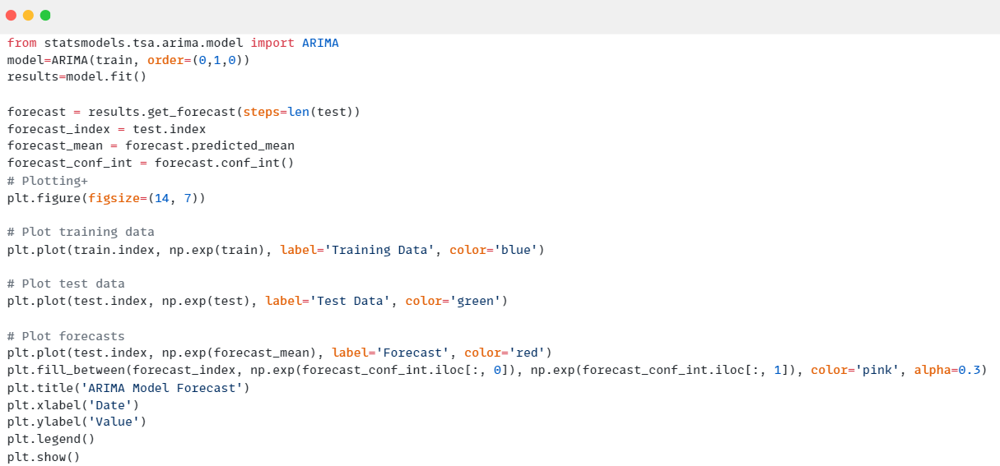 from statsmodels.tsa.arima.model import ARIMA
model=ARIMA(train, order=(0,1,0))
results=model.fit()

forecast = results.get_forecast(steps=len(test))
forecast_index = test.index
forecast_mean = forecast.predicted_mean
forecast_conf_int = forecast.conf_int()
# Plotting+
plt.figure(figsize=(14, 7))

# Plot training data
plt.plot(train.index, np.exp(train), label='Training Data', color='blue')

# Plot test data
plt.plot(test.index, np.exp(test), label='Test Data', color='green')

# Plot forecasts
plt.plot(test.index, np.exp(forecast_mean), label='Forecast', color='red')
plt.fill_between(forecast_index, np.exp(forecast_conf_int.iloc[:, 0]), np.exp(forecast_conf_int.iloc[:, 1]), color='pink', alpha=0.3)
plt.title('ARIMA Model Forecast')
plt.xlabel('Date')
plt.ylabel('Value')
plt.legend()
plt.show()